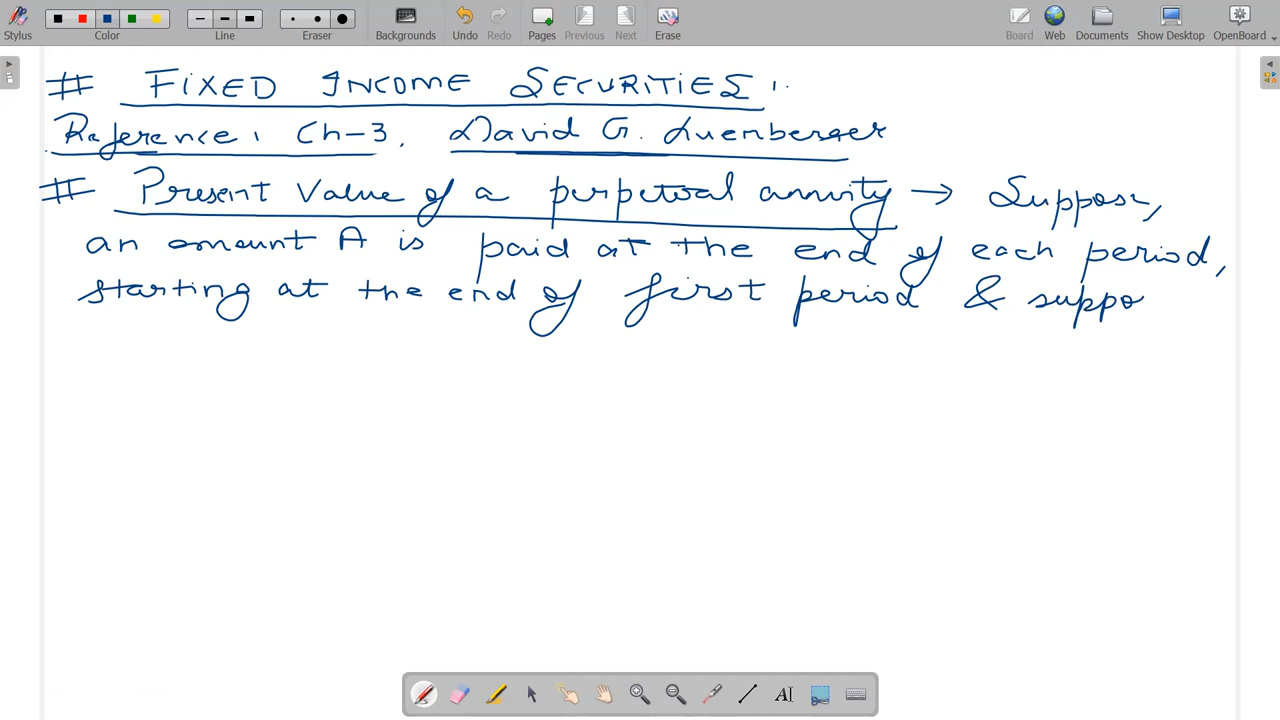 Stylus
Color
Line
Eraser
Backgrounds
Undo
Redo
Pages
Previous
Next
Erase
Board
Web
Documents
Show Desktop
OpenBoard
# FIXED INCOME SECURITIES:
Reference: Ch-3, David G. Luenberger
# Present Value of a perpetual annuity → Suppose,
an amount A is paid at the end of each period,
starting at the end of first period & suppo